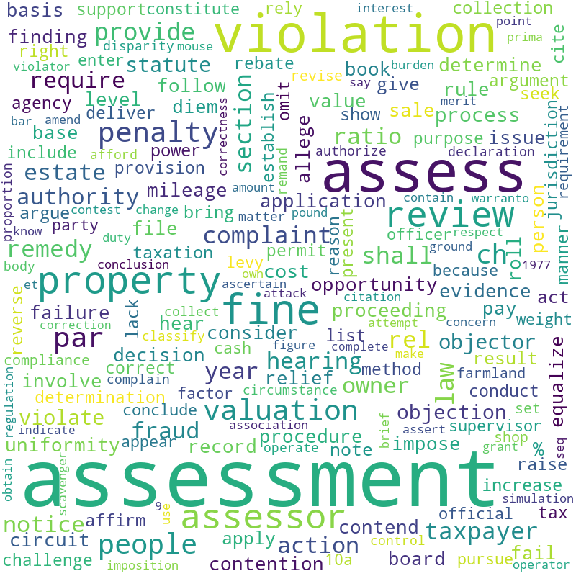 basis support constitute rely interest point collection
finding disparity mouse provide violation prima cite
violator right enter statute rebate book burden determine argument
require follow revise say merit give rule seek
agency level diem section establish omit value sale process
bar amend deliver correctness show
base afford power penalty remand allege ratio purpose issue jurisdiction requirement
include provision authorize declaration
proportion estate mileage assess
authority application amount contain warranto person
know argue contest change bring matter pound review
party file complaint reason present officer respect manner
remedy duty taxation permit shall ch roll
body conclusion levy own cost ground because 1977 act
et property ascertain attack opportunity evidence
reverse failure lack collect citation proceeding pay weight
correction par hear fine attempt concern objector
classify consider figure complete rel
compliance decision cash list make result equalize
complain hearing method farmland
determination correct year relief owner law conduct
involve factor circumstance
regulation violate conclude valuation association brief objection set
indicate fraud assert supervisor shop %
uniformity appear record operate note procedure impose grant raise seq
obtain scavenger assessment increase simulation
notice affirm 9 use assessor control official tax
circuit people apply action contend taxpayer
challenge imposition contention 10a board pursue fail operator